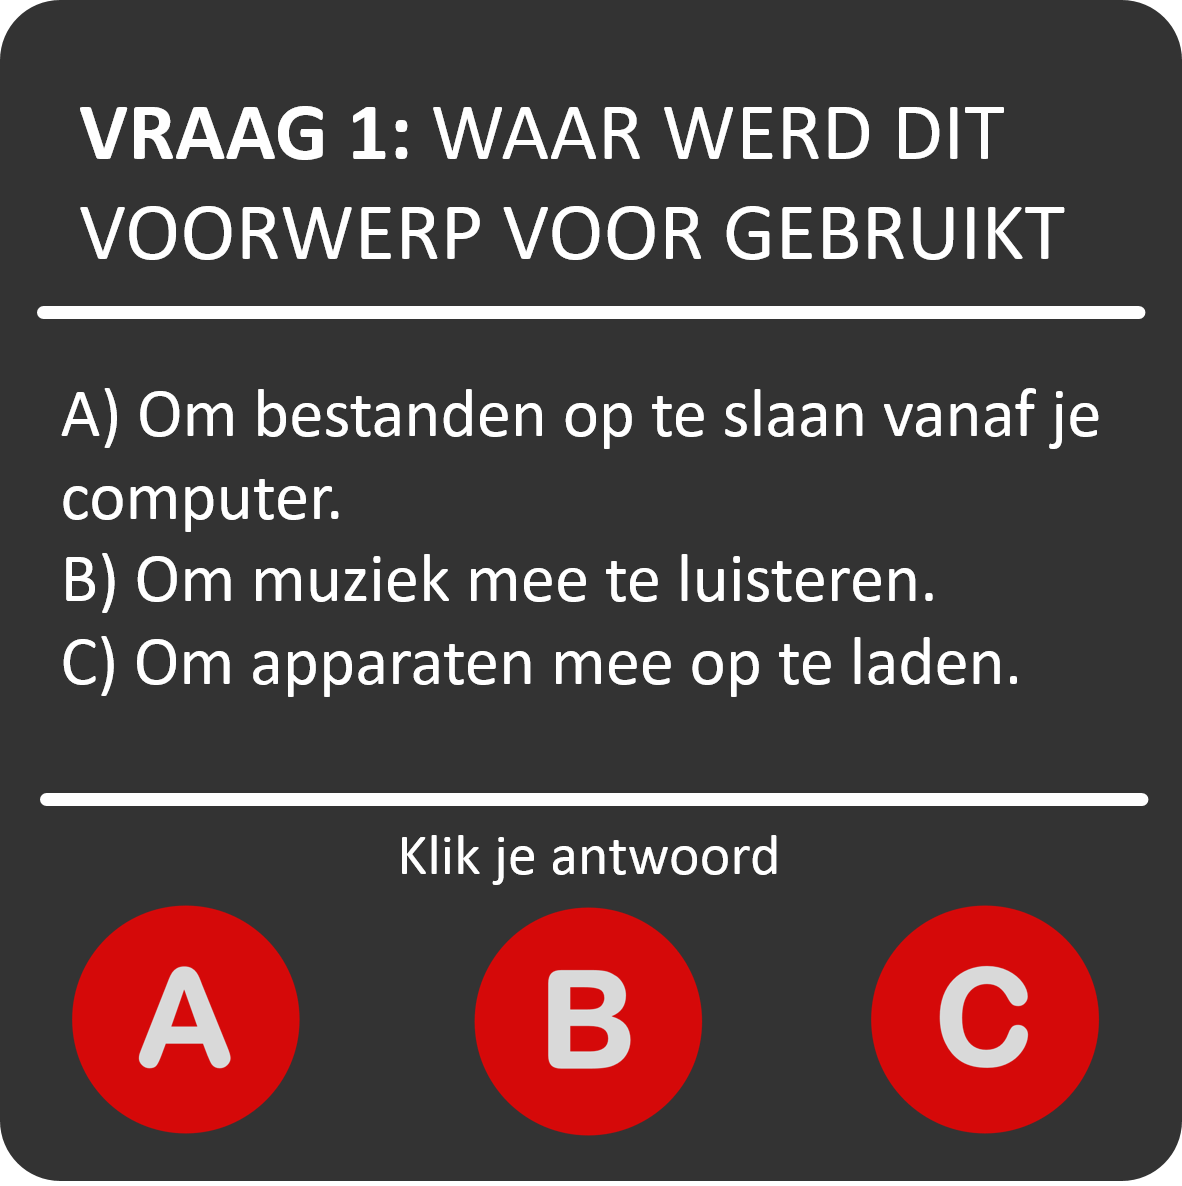 VRAAG 1: WAAR WERD DIT
VOORWERP VOOR GEBRUIKT
A) Om bestanden op te slaan vanaf je
computer.
B) Om muziek mee te luisteren.
C) Om apparaten mee op te laden.
Klik je antwoord
A B C